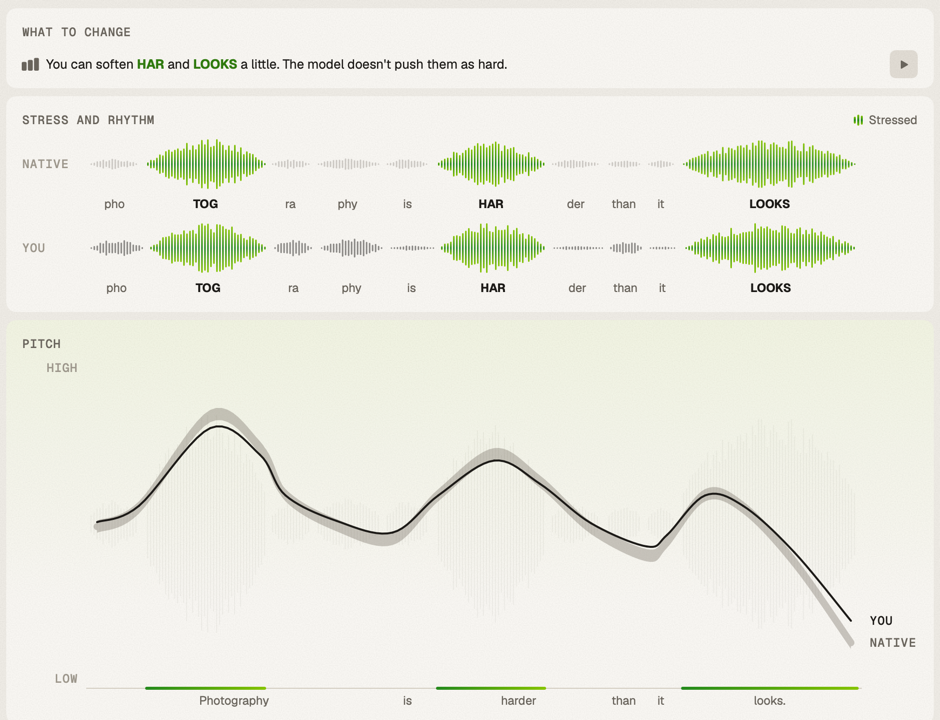 WHAT TO CHANGE
You can soften HAR and LOOKS a little. The model doesn't push them as hard.
STRESS AND RHYTHM
Stressed
NATIVE
pho TOG ra phy is HAR der than it LOOKS
YOU
pho TOG ra phy is HAR der than it LOOKS
PITCH
HIGH
YOU
NATIVE
LOW
Photography is harder than it looks.